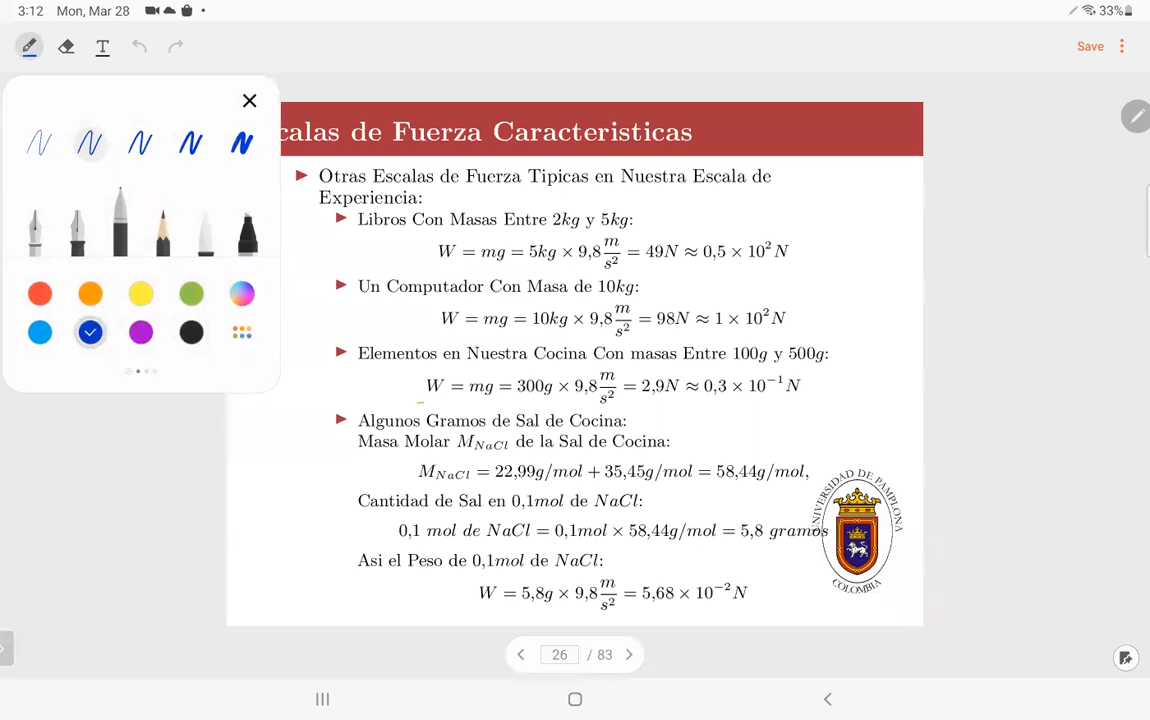 3:12 Mon, Mar 28
33%
T
Save
calas de Fuerza Caracteristicas
Otras Escalas de Fuerza Tipicas en Nuestra Escala de
Experiencia:
Libros Con Masas Entre 2kg y 5kg:
W = mg = 5kg × 9,8 m/s² = 49N ≈ 0,5 × 10² N
Un Computador Con Masa de 10kg:
W = mg = 10kg × 9,8 m/s² = 98N ≈ 1 × 10² N
Elementos en Nuestra Cocina Con masas Entre 100g y 500g:
W = mg = 300g × 9,8 m/s² = 2,9N ≈ 0,3 × 10⁻¹ N
Algunos Gramos de Sal de Cocina:
Masa Molar M_NaCl de la Sal de Cocina:
M_NaCl = 22,99g/mol + 35,45g/mol = 58,44g/mol,
Cantidad de Sal en 0,1mol de NaCl:
0,1 mol de NaCl = 0,1mol × 58,44g/mol = 5,8 gramos
Asi el Peso de 0,1mol de NaCl:
W = 5,8g × 9,8 m/s² = 5,68 × 10⁻² N
UNIVERSIDAD DE PAMPLONA
COLOMBIA
26 / 83